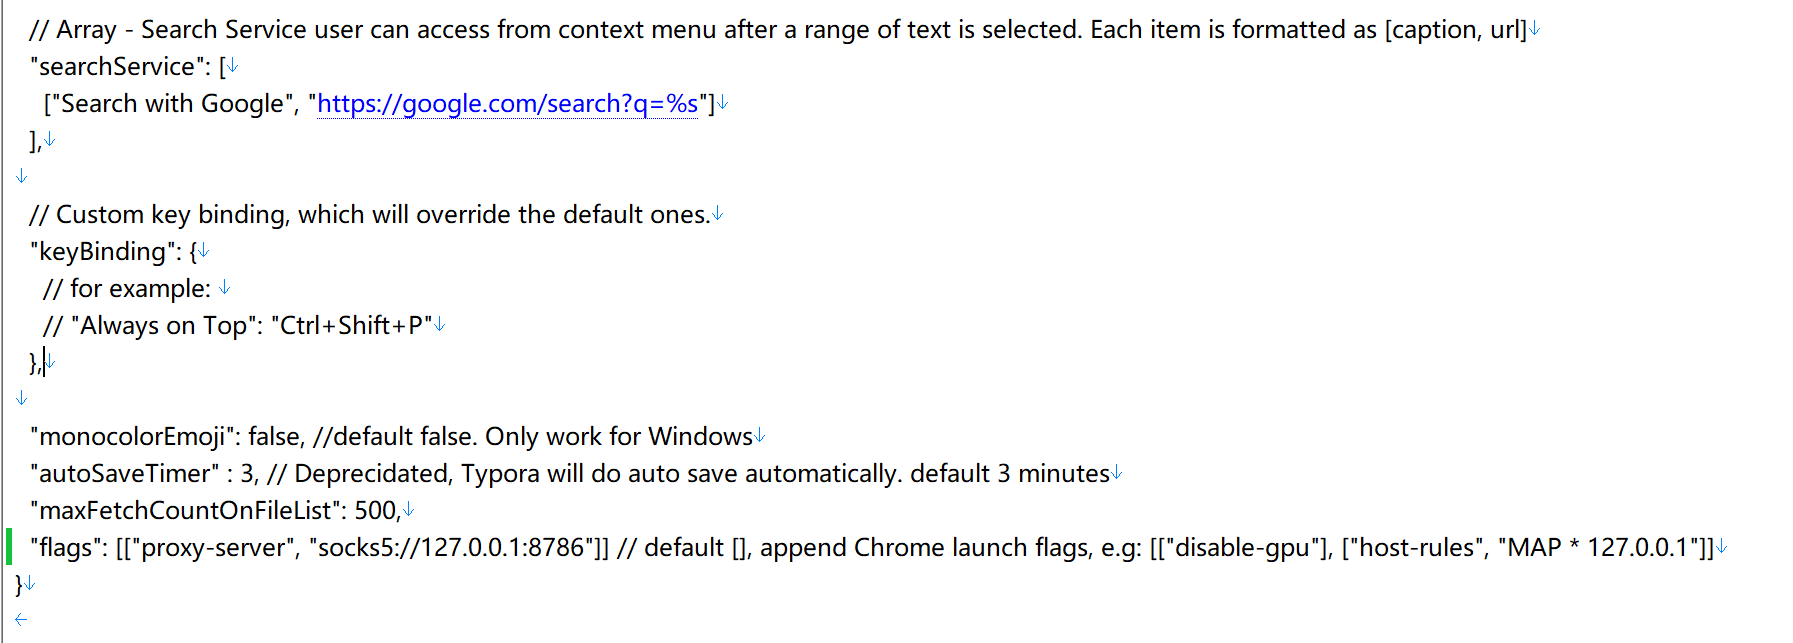 // Array - Search Service user can access from context menu after a range of text is selected. Each item is formatted as [caption, url]↓
"searchService": [↓
["Search with Google", "https://google.com/search?q=%s"]↓
],↓
↓
// Custom key binding, which will override the default ones.↓
"keyBinding": {↓
// for example: ↓
// "Always on Top": "Ctrl+Shift+P"↓
},↓
↓
"monocolorEmoji": false, //default false. Only work for Windows↓
"autoSaveTimer" : 3, // Deprecidated, Typora will do auto save automatically. default 3 minutes↓
"maxFetchCountOnFileList": 500,↓
"flags": [["proxy-server", "socks5://127.0.0.1:8786"]] // default [], append Chrome launch flags, e.g: [["disable-gpu"], ["host-rules", "MAP * 127.0.0.1"]]↓
}↓
←